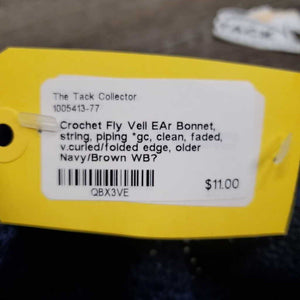 The Tack Collector
1005413-77
Crochet Fly Veil EAr Bonnet,
string, piping *gc, clean, faded,
v.curled/folded edge, older
Navy/Brown WB?
QBX3VE
$11.00